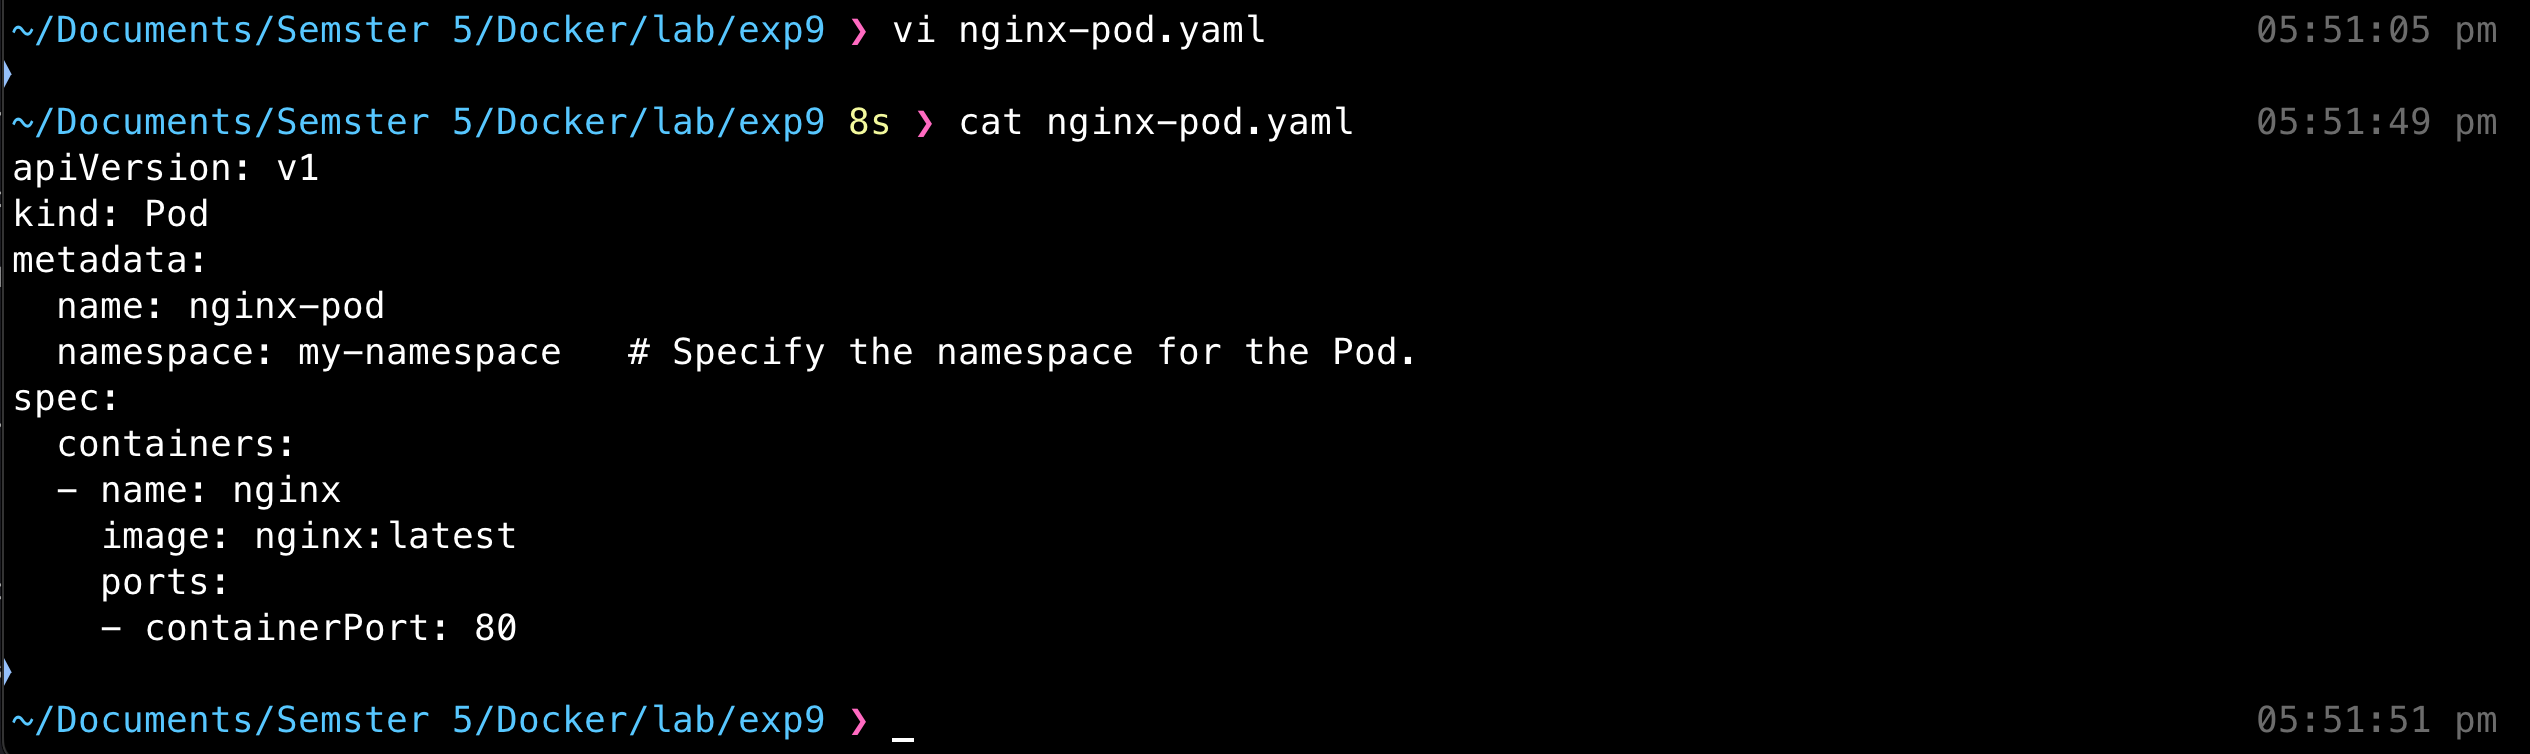 ~/Documents/Semster 5/Docker/lab/exp9 ❯ vi nginx-pod.yaml 05:51:05 pm
~/Documents/Semster 5/Docker/lab/exp9 8s ❯ cat nginx-pod.yaml 05:51:49 pm
apiVersion: v1
kind: Pod
metadata:
  name: nginx-pod
  namespace: my-namespace   # Specify the namespace for the Pod.
spec:
  containers:
  - name: nginx
    image: nginx:latest
    ports:
    - containerPort: 80
~/Documents/Semster 5/Docker/lab/exp9 ❯ _ 05:51:51 pm